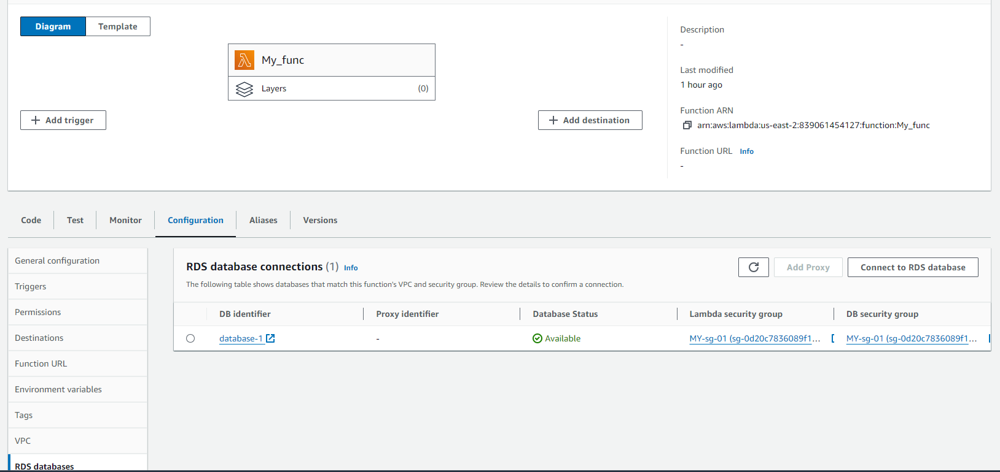 Diagram
Template
My_func
Layers (0)
+ Add trigger
+ Add destination
Description
-
Last modified
1 hour ago
Function ARN
arn:aws:lambda:us-east-2:839061454127:function:My_func
Function URL Info
-
Code Test Monitor Configuration Aliases Versions
General configuration
Triggers
Permissions
Destinations
Function URL
Environment variables
Tags
VPC
RDS databases
RDS database connections (1) Info
Add Proxy
Connect to RDS database
The following table shows databases that match this function's VPC and security group. Review the details to confirm a connection.
DB identifier Proxy identifier Database Status Lambda security group DB security group
database-1 - Available MY-sg-01 (sg-0d20c7836089f1... MY-sg-01 (sg-0d20c7836089f1...